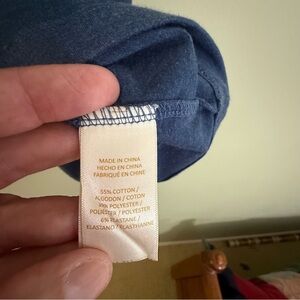 MADE IN CHINA
HECHO EN CHINA
FABRIQUÉ EN CHINE
55% COTTON /
ALGODÓN / COTON
39% POLYESTER /
POLIÉSTER / POLYESTER
6% ELASTANE /
ELASTANO / ÉLASTHANNE